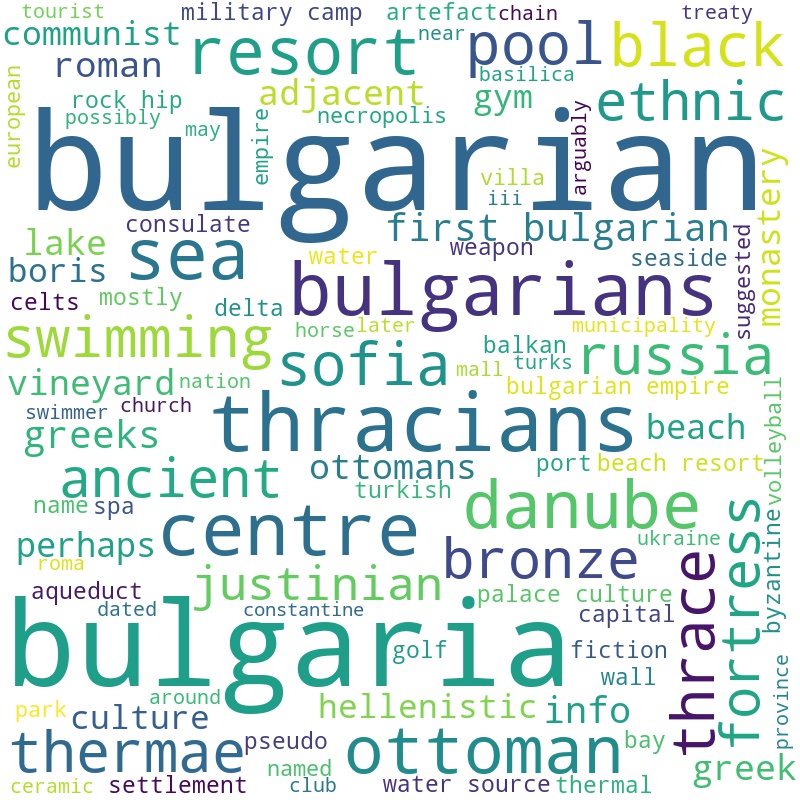 tourist
military camp
artefact
chain
treaty
communist
resort
near
pool
black
roman
basilica
european
rock hip
adjacent
gym
ethnic
possibly
may
empire
necropolis
arguably
bulgarian
villa
iii
monastery
consulate
first bulgarian
lake
sea
water
weapon
seaside
suggested
boris
celts
mostly
delta
bulgarians
swimming
horse
later
municipality
sofia
balkan
turks
russia
vineyard
nation
mall
bulgarian empire
swimmer
church
thracians
beach
volleyball
greeks
ancient
ottomans
port
beach resort
name
spa
turkish
danube
centre
perhaps
bronze
ukraine
thrace
fortress
byzantine
roma
aqueduct
justinian
palace culture
dated
constantine
capital
bulgaria
golf
fiction
wall
province
around
park
culture
hellenistic
info
thermae
pseudo
ottoman
bay
named
greek
ceramic
settlement
club
water source
thermal